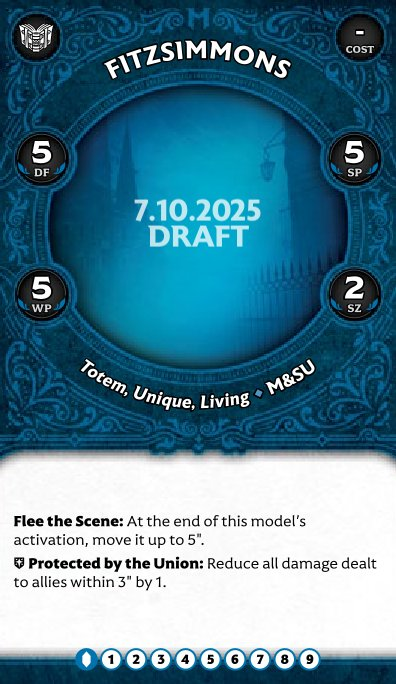 FITZSIMMONS
-
COST
5
DF
5
SP
7.10.2025
DRAFT
5
WP
2
SZ
Totem, Unique, Living ⬩ M&SU
Flee the Scene: At the end of this model's
activation, move it up to 5".
Protected by the Union: Reduce all damage dealt
to allies within 3" by 1.
1 2 3 4 5 6 7 8 9